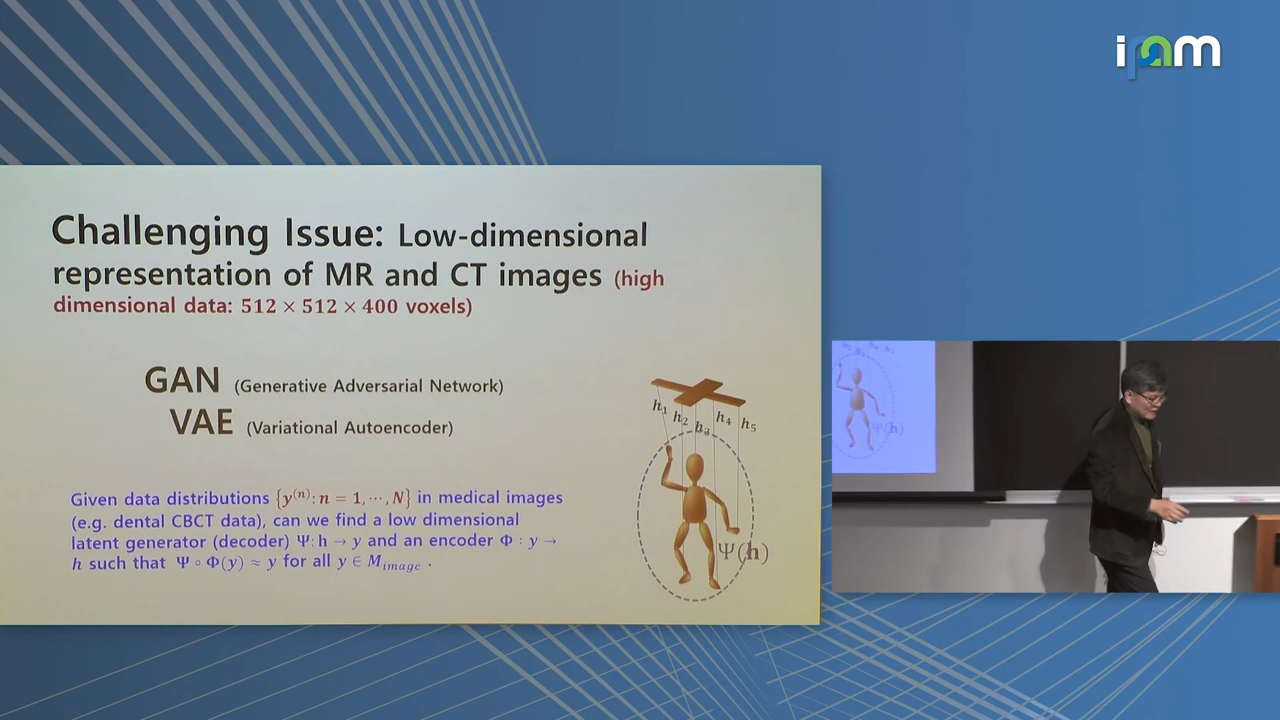 ipam
Challenging Issue: Low-dimensional
representation of MR and CT images (high
dimensional data: 512 × 512 × 400 voxels)
GAN (Generative Adversarial Network)
VAE (Variational Autoencoder)
h₁ h₂ h₃ h₄ h₅
Given data distributions {y⁽ⁿ⁾: n = 1, ⋯, N} in medical images
(e.g. dental CBCT data), can we find a low dimensional
latent generator (decoder) Ψ: h → y and an encoder Φ : y →
h such that Ψ ∘ Φ(y) ≈ y for all y ∈ M_image .
Ψ(h)
Ψ(h)